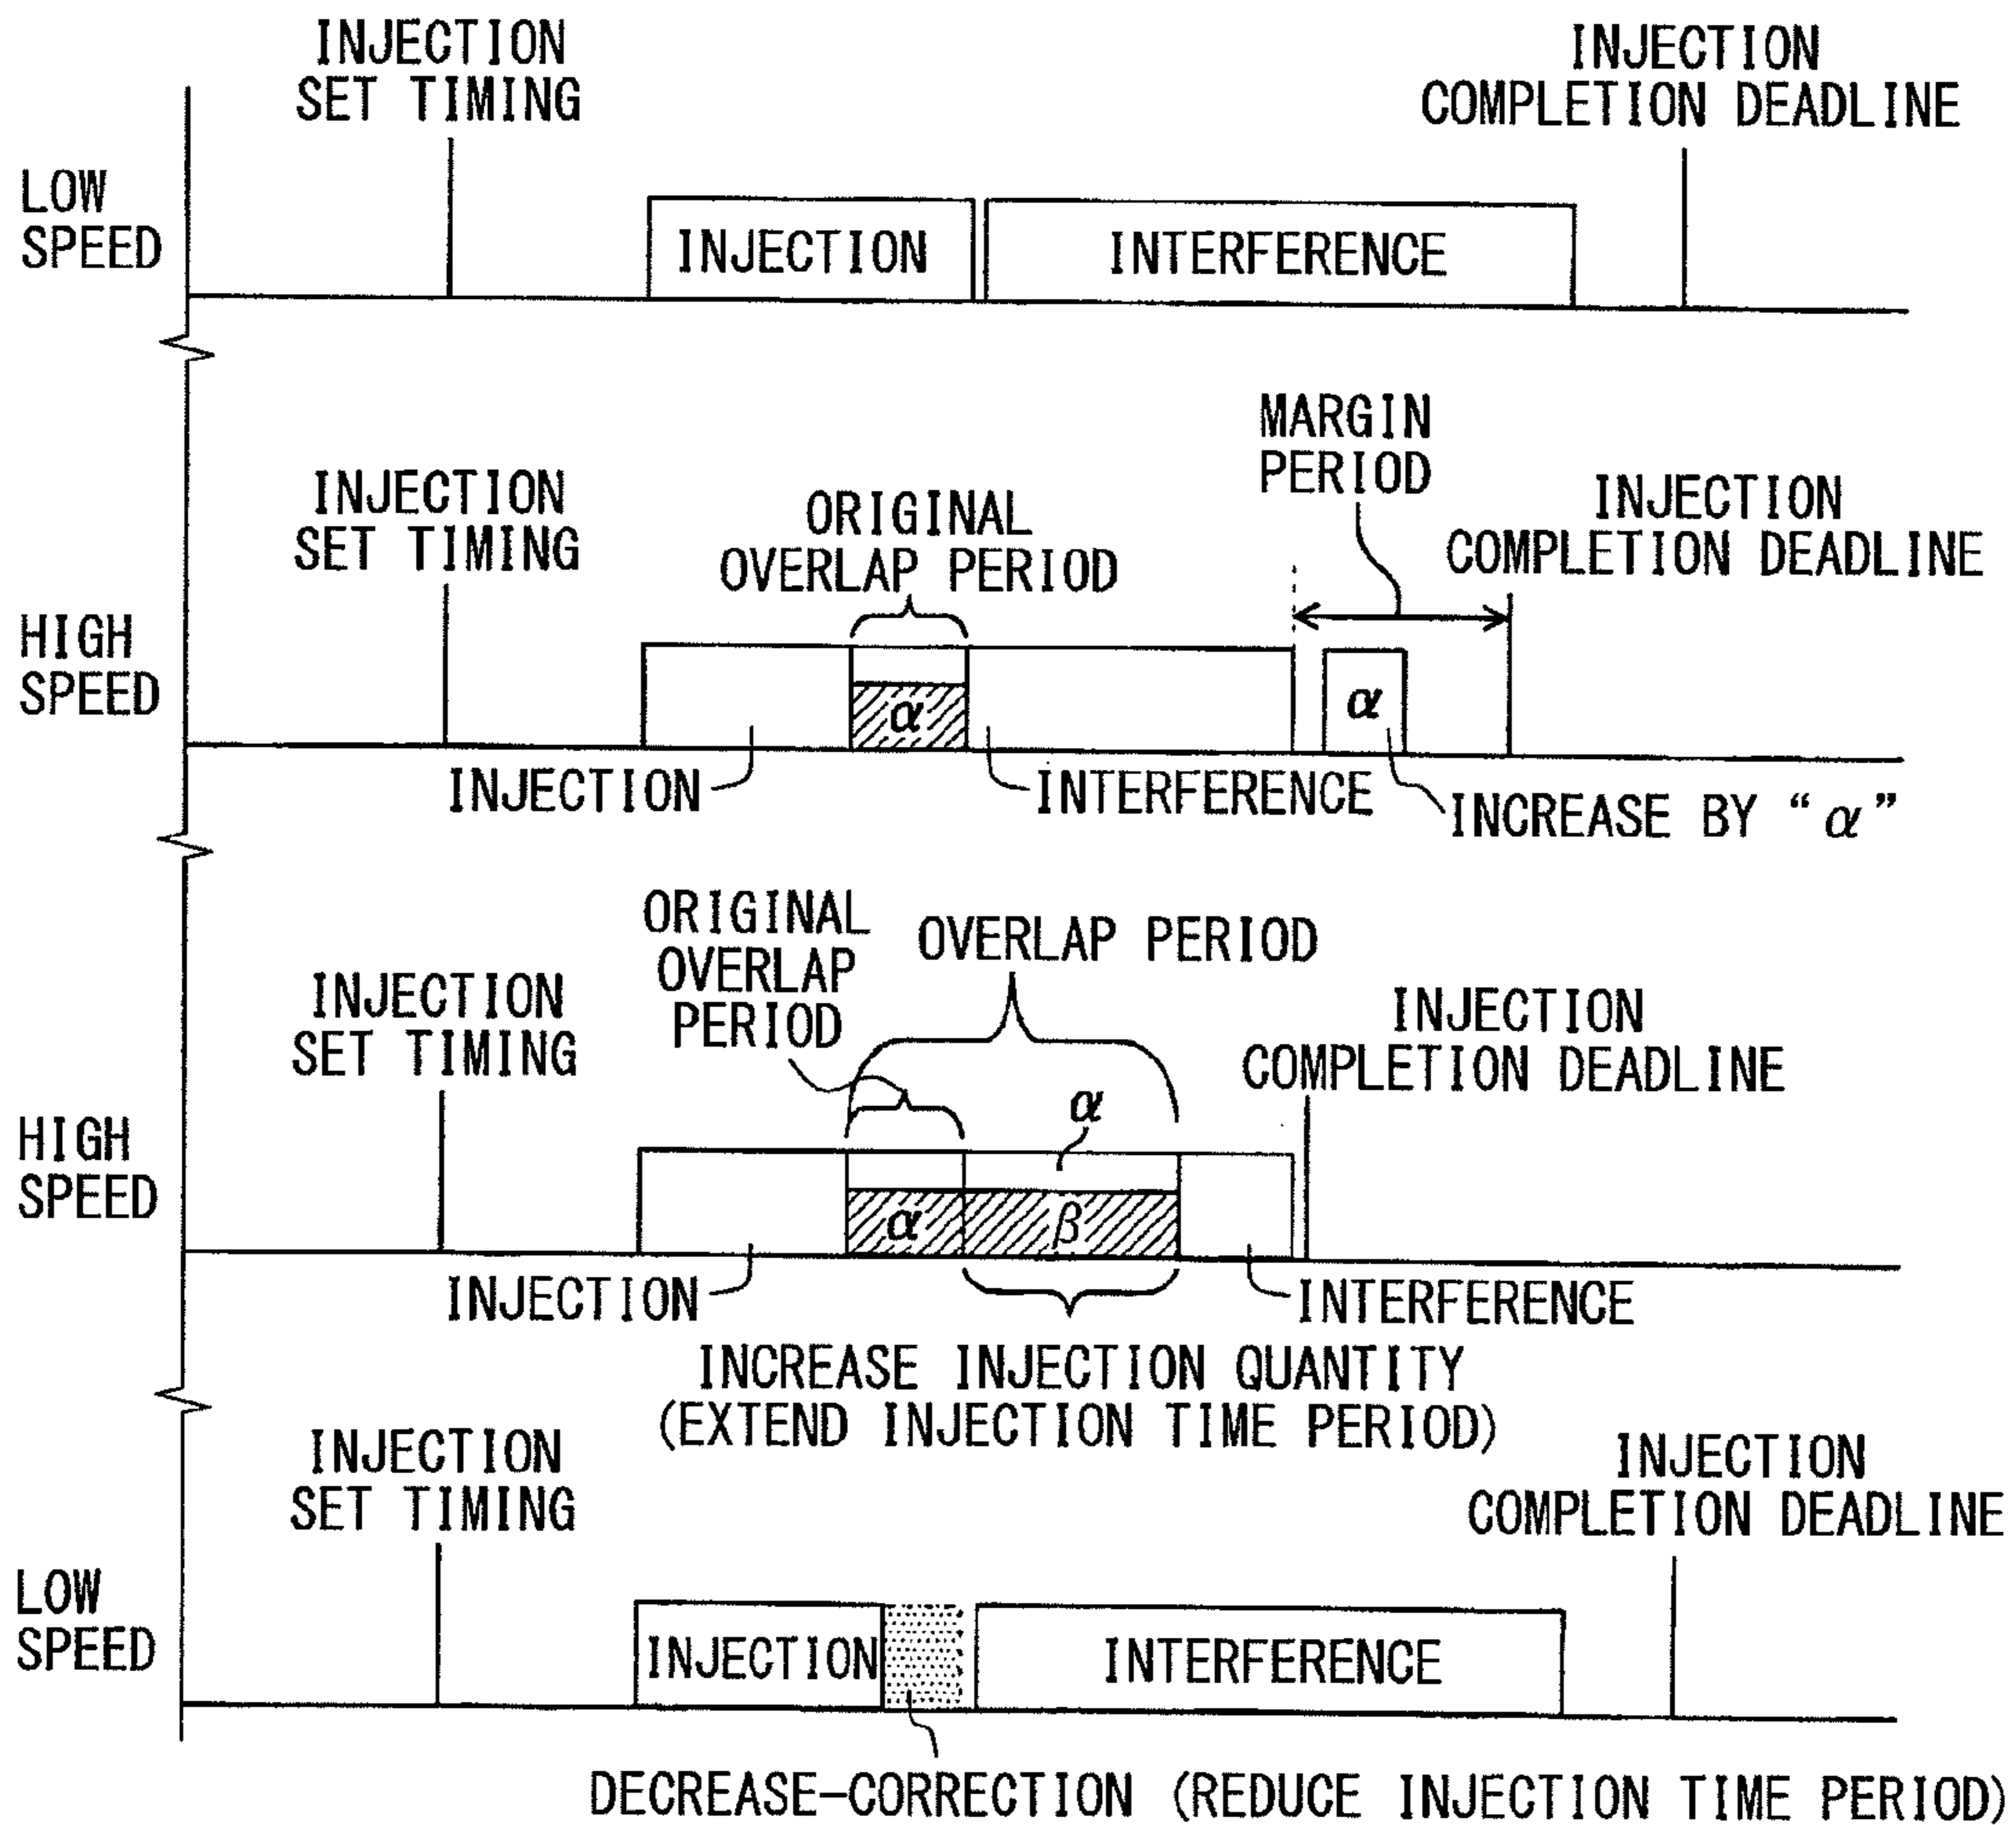 INJECTION
SET TIMING
INJECTION
COMPLETION DEADLINE
LOW
SPEED
INJECTION
INTERFERENCE
MARGIN
PERIOD
INJECTION
SET TIMING
ORIGINAL
OVERLAP PERIOD
INJECTION
COMPLETION DEADLINE
HIGH
SPEED
α
α
INJECTION
INTERFERENCE
INCREASE BY “α”
ORIGINAL
OVERLAP
PERIOD
OVERLAP PERIOD
INJECTION
SET TIMING
INJECTION
COMPLETION DEADLINE
HIGH
SPEED
α
α
β
INJECTION
INTERFERENCE
INCREASE INJECTION QUANTITY
(EXTEND INJECTION TIME PERIOD)
INJECTION
SET TIMING
INJECTION
COMPLETION DEADLINE
LOW
SPEED
INJECTION
INTERFERENCE
DECREASE-CORRECTION (REDUCE INJECTION TIME PERIOD)